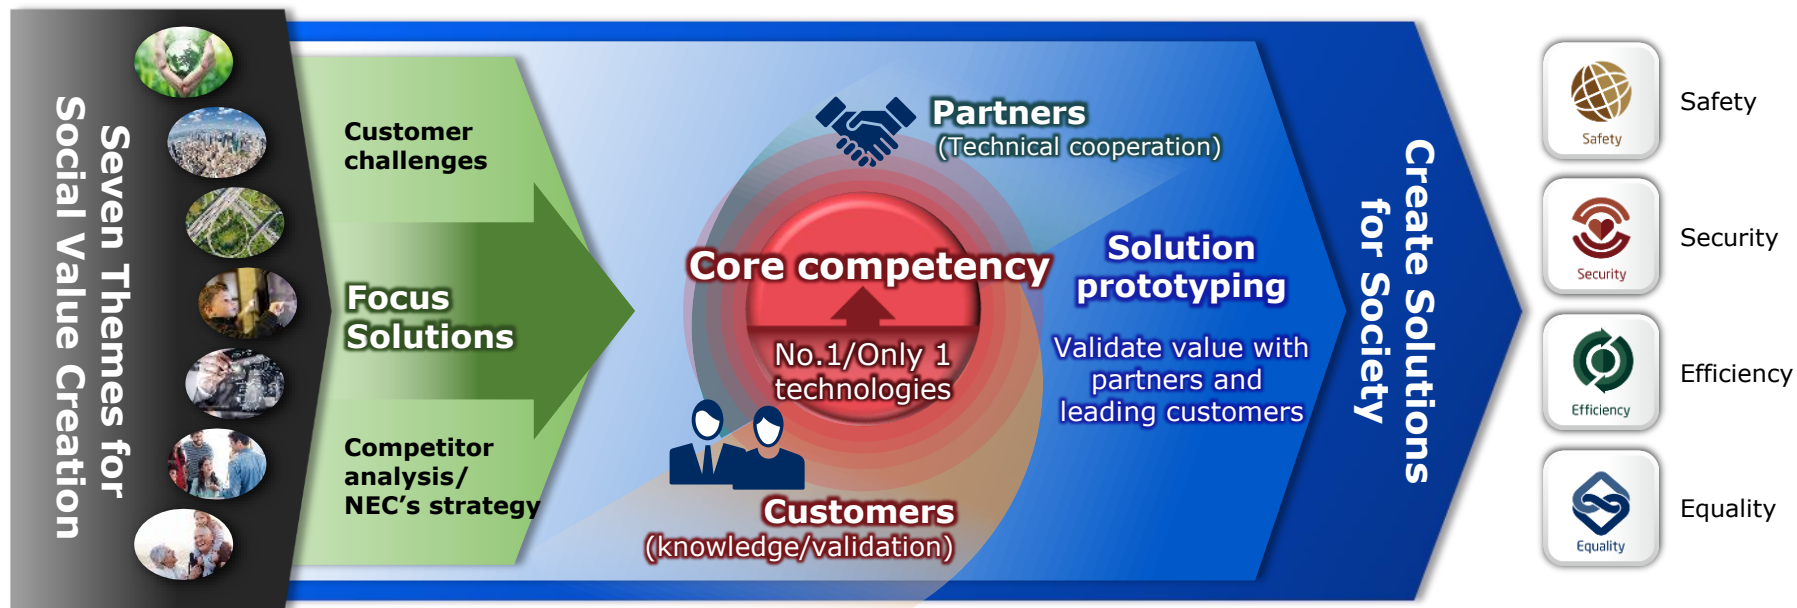 Seven Themes for
Social Value Creation
Customer
challenges
Focus
Solutions
Competitor
analysis/
NEC's strategy
Partners
(Technical cooperation)
Core competency
No.1/Only 1
technologies
Customers
(knowledge/validation)
Solution
prototyping
Validate value with
partners and
leading customers
Create Solutions
for Society
Safety
Safety
Security
Security
Efficiency
Efficiency
Equality
Equality